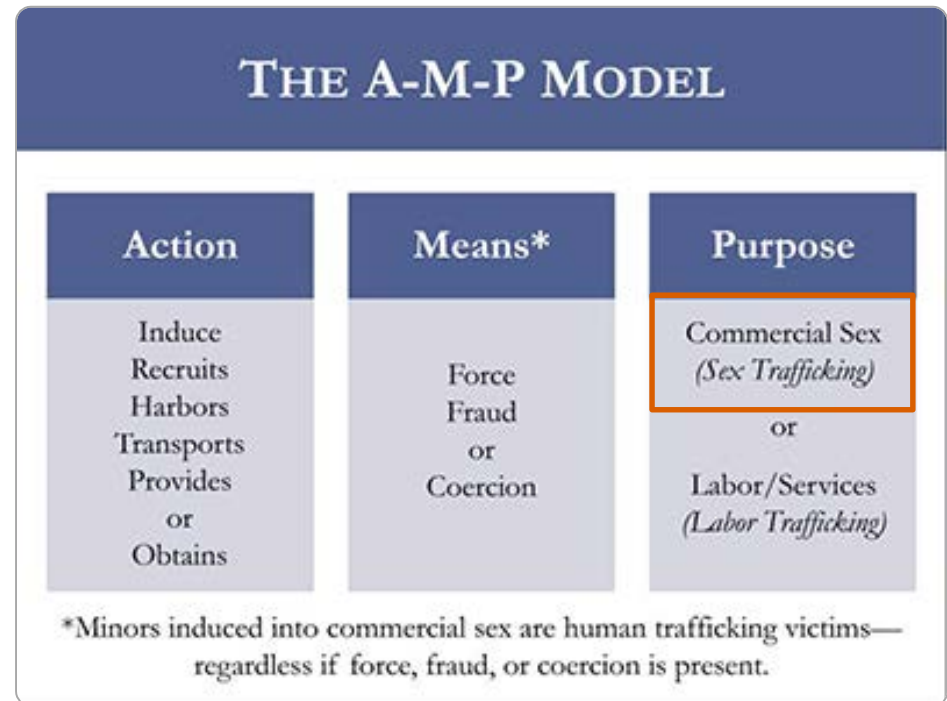 THE A-M-P MODEL
Action
Induce
Recruits
Harbors
Transports
Provides
or
Obtains
Means*
Force
Fraud
or
Coercion
Purpose
Commercial Sex
(Sex Trafficking)
or
Labor/Services
(Labor Trafficking)
*Minors induced into commercial sex are human trafficking victims—
regardless if force, fraud, or coercion is present.